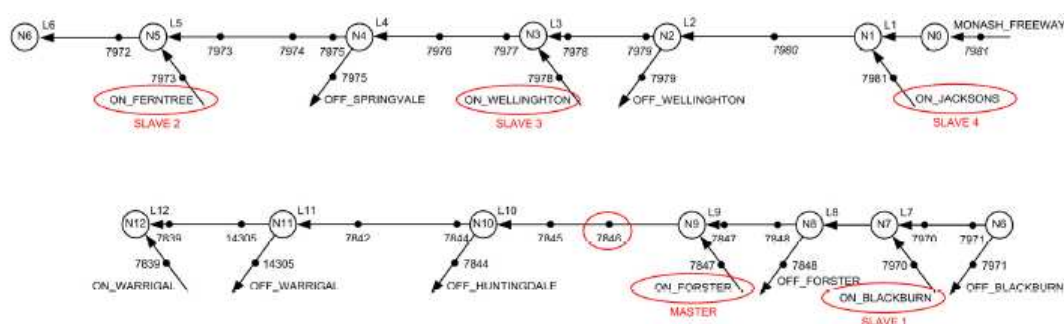 L6 L5 L4 L3 L2 L1 MONASH_FREEWAY
N6 N5 N4 N3 N2 N1 N0
7972 7973 7974 7975 7976 7977 7978 7979 7980 7981
7973 7975 7978 7979 7981
ON_FERNTREE OFF_SPRINGVALE ON_WELLINGHTON OFF_WELLINGHTON ON_JACKSONS
SLAVE 2 SLAVE 3 SLAVE 4
L12 L11 L10 L9 L8 L7
N12 N11 N10 N9 N8 N7 N6
7839 14305 7842 7844 7845 7846 7847 7848 7970 7971
7839 14305 7844 7847 7848 7970 7971
ON_WARRIGAL OFF_WARRIGAL OFF_HUNTINGDALE ON_FORSTER OFF_FORSTER ON_BLACKBURN OFF_BLACKBURN
MASTER SLAVE 1